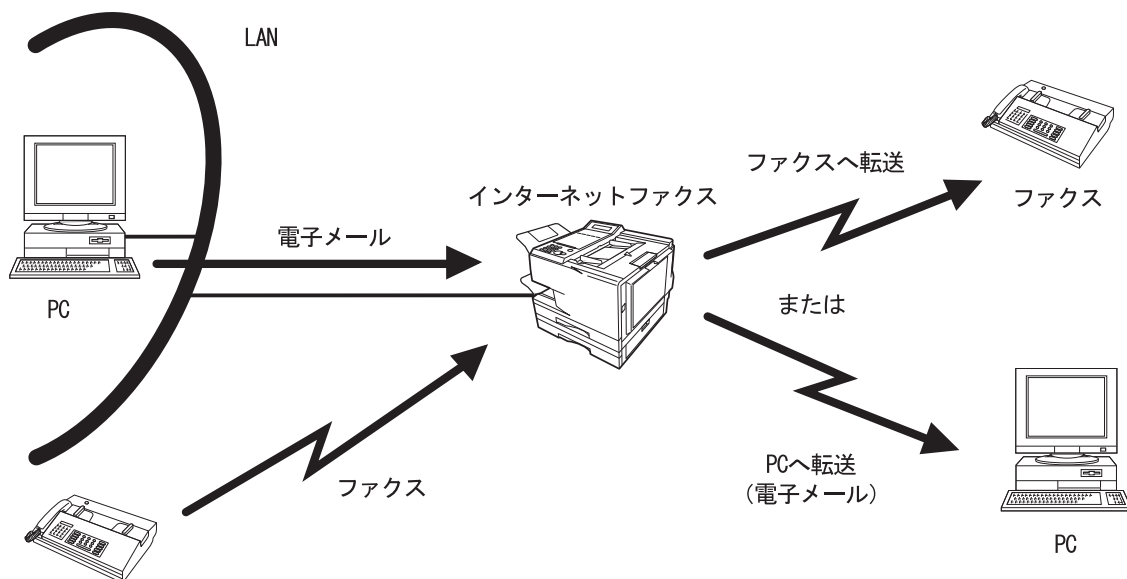 LAN
ファクスへ転送
インターネットファクス
ファクス
電子メール
PC
または
ファクス
PCへ転送
(電子メール)
PC